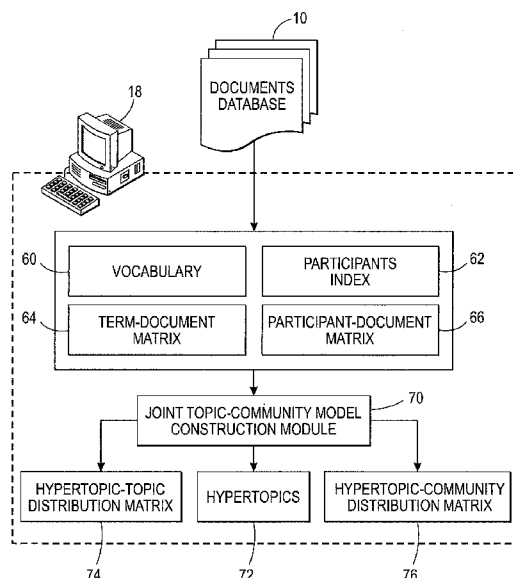 10
DOCUMENTS
DATABASE
18
60
VOCABULARY
PARTICIPANTS
INDEX
62
64
TERM-DOCUMENT
MATRIX
PARTICIPANT-DOCUMENT
MATRIX
66
70
JOINT TOPIC-COMMUNITY MODEL
CONSTRUCTION MODULE
HYPERTOPIC-TOPIC
DISTRIBUTION MATRIX
HYPERTOPICS
HYPERTOPIC-COMMUNITY
DISTRIBUTION MATRIX
74
72
76